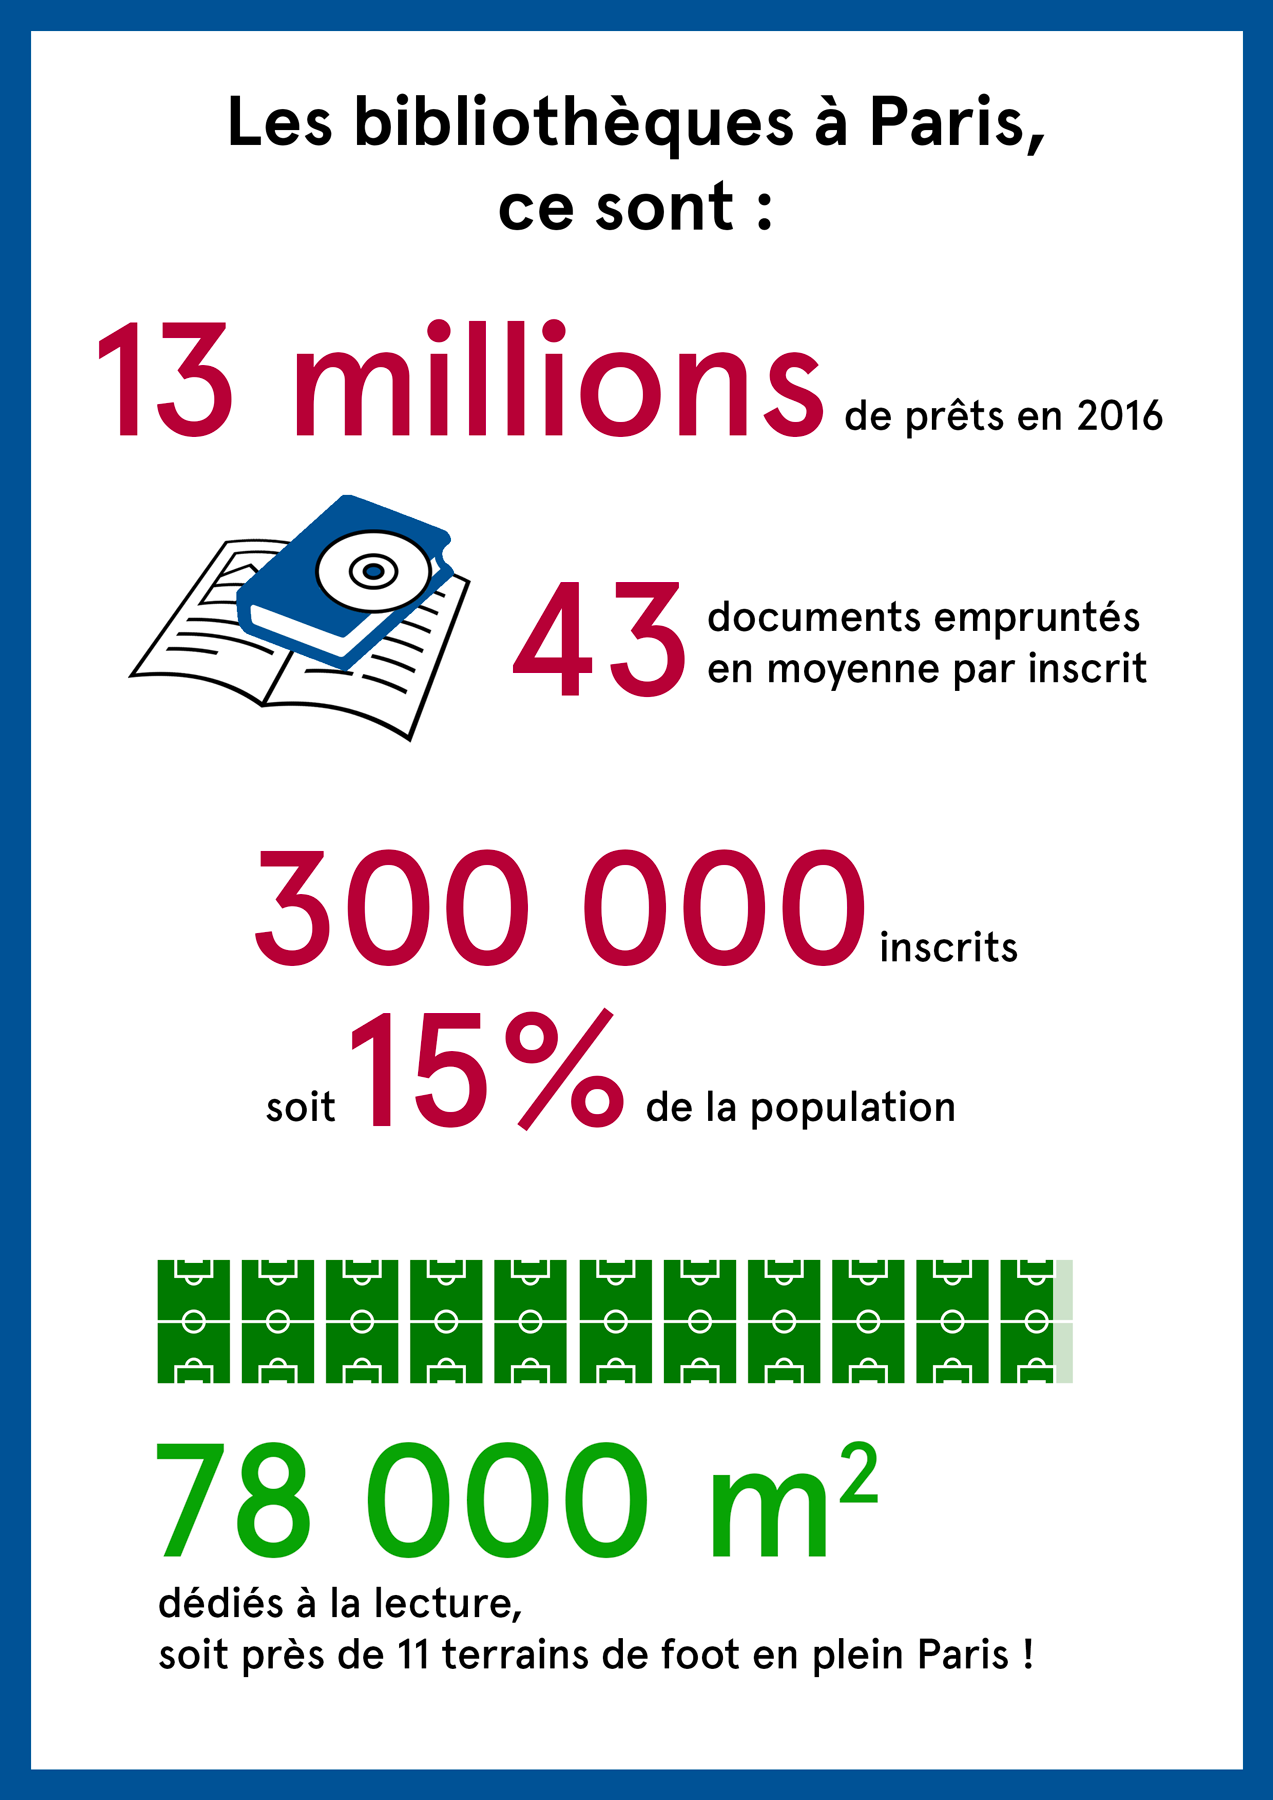 Les bibliothèques à Paris,
ce sont :
13 millions de prêts en 2016
43 documents empruntés
en moyenne par inscrit
300 000 inscrits
soit 15% de la population
78 000 m²
dédiés à la lecture,
soit près de 11 terrains de foot en plein Paris !